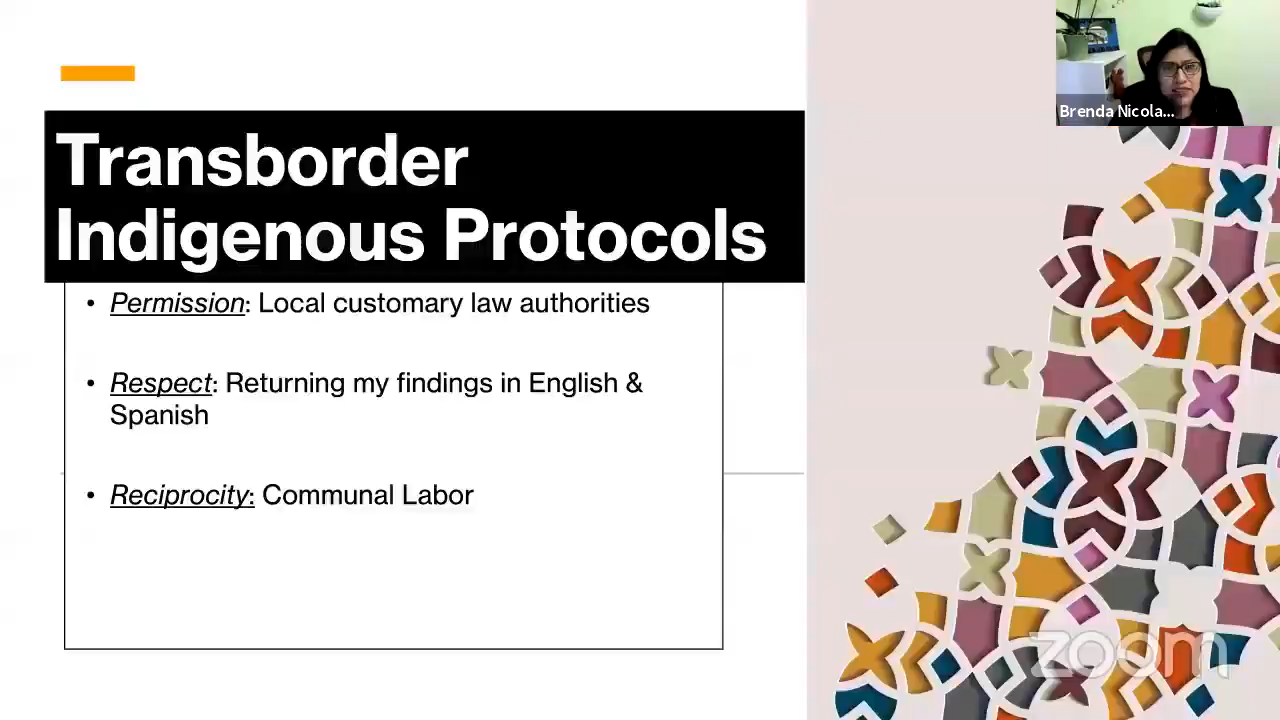 Brenda Nicola...
Transborder
Indigenous Protocols
• Permission: Local customary law authorities
• Respect: Returning my findings in English &
Spanish
• Reciprocity: Communal Labor
zoom